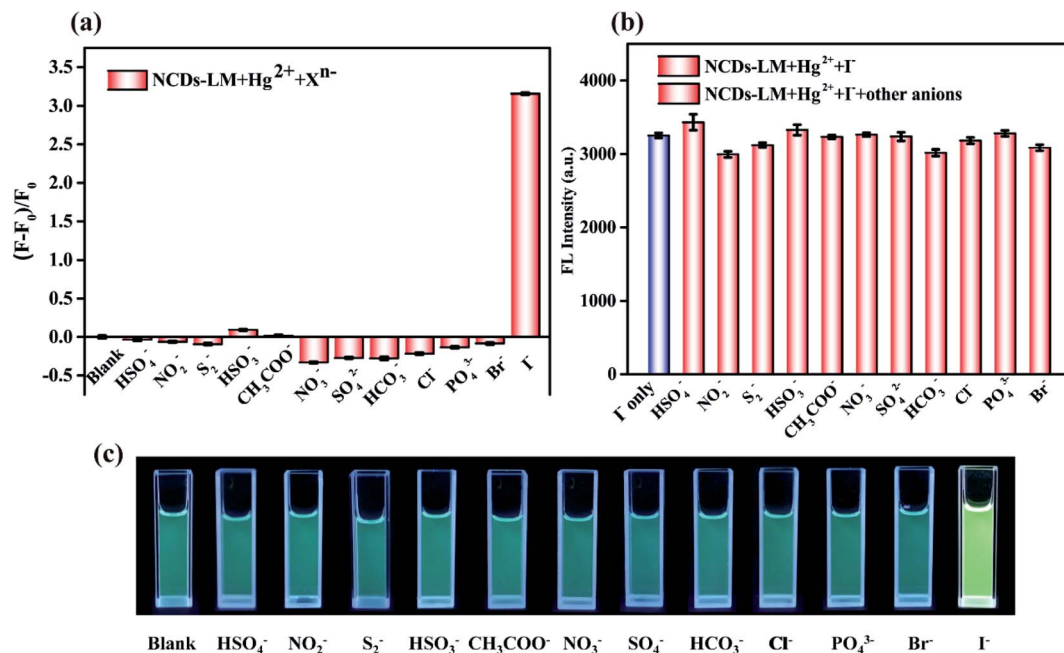 (a)
3.5
3.0
2.5
2.0
1.5
1.0
0.5
0.0
-0.5
(F-F₀)/F₀
NCDs-LM+Hg²⁺+Xⁿ⁻
Blank
HSO₄⁻
NO₂⁻
S₂⁻
HSO₃⁻
CH₃COO⁻
NO₃⁻
SO₄²⁻
HCO₃⁻
Cl⁻
PO₄³⁻
Br⁻
I⁻
(b)
4000
3000
2000
1000
0
FL Intensity (a.u.)
NCDs-LM+Hg²⁺+I⁻
NCDs-LM+Hg²⁺+I⁻+other anions
I⁻ only
HSO₄⁻
NO₂⁻
S₂⁻
HSO₃⁻
CH₃COO⁻
NO₃⁻
SO₄²⁻
HCO₃⁻
Cl⁻
PO₄³⁻
Br⁻
(c)
Blank HSO₄⁻ NO₂⁻ S₂⁻ HSO₃⁻ CH₃COO⁻ NO₃⁻ SO₄⁻ HCO₃⁻ Cl⁻ PO₄³⁻ Br⁻ I⁻